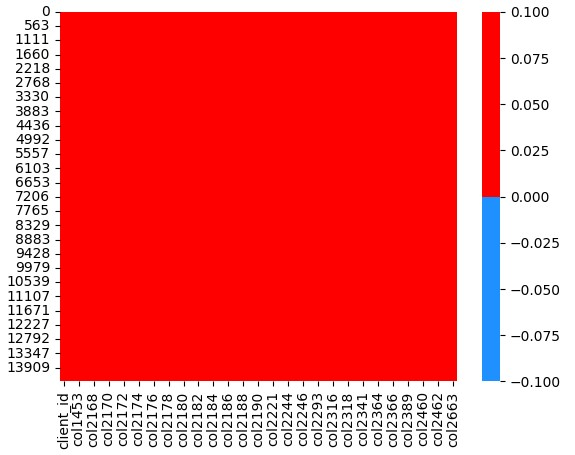 0
563
1111
1660
2218
2768
3330
3883
4436
4992
5557
6103
6653
7206
7765
8329
8883
9428
9979
10539
11107
11671
12227
12792
13347
13909
client_id
col1453
col2168
col2170
col2172
col2174
col2176
col2178
col2180
col2182
col2184
col2186
col2188
col2190
col2221
col2244
col2246
col2293
col2316
col2318
col2341
col2364
col2366
col2389
col2460
col2462
col2663
0.100
0.075
0.050
0.025
0.000
−0.025
−0.050
−0.075
−0.100